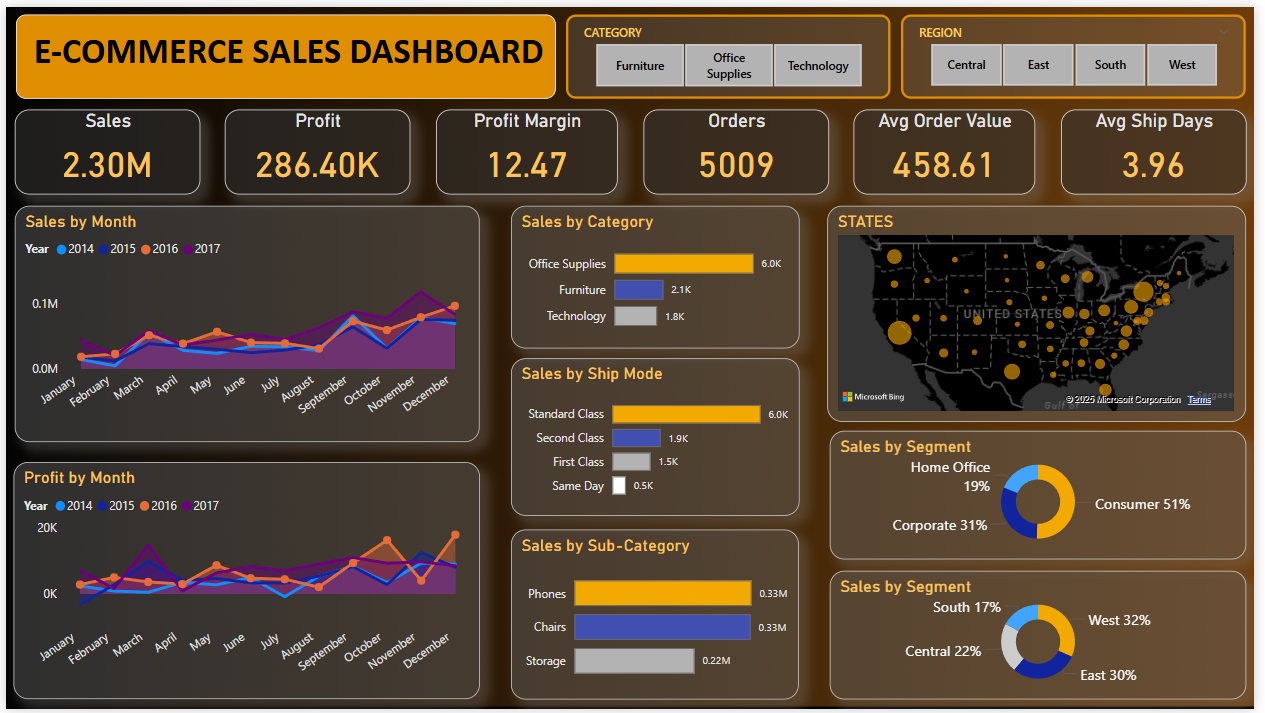 E-COMMERCE SALES DASHBOARD
CATEGORY
Furniture
Office
Supplies
Technology
REGION
Central
East
South
West
Sales
2.30M
Profit
286.40K
Profit Margin
12.47
Orders
5009
Avg Order Value
458.61
Avg Ship Days
3.96
Sales by Month
Year 2014 2015 2016 2017
0.1M
0.0M
January
February
March
April
May
June
July
August
September
October
November
December
Profit by Month
Year 2014 2015 2016 2017
20K
0K
January
February
March
April
May
June
July
August
September
October
November
December
Sales by Category
Office Supplies 6.0K
Furniture 2.1K
Technology 1.8K
Sales by Ship Mode
Standard Class 6.0K
Second Class 1.9K
First Class 1.5K
Same Day 0.5K
Sales by Sub-Category
Phones 0.33M
Chairs 0.33M
Storage 0.22M
STATES
UNITED STATES
Microsoft Bing
Gulf of
© 2025 Microsoft Corporation Terms
Sales by Segment
Home Office
19%
Consumer 51%
Corporate 31%
Sales by Segment
South 17%
West 32%
Central 22%
East 30%